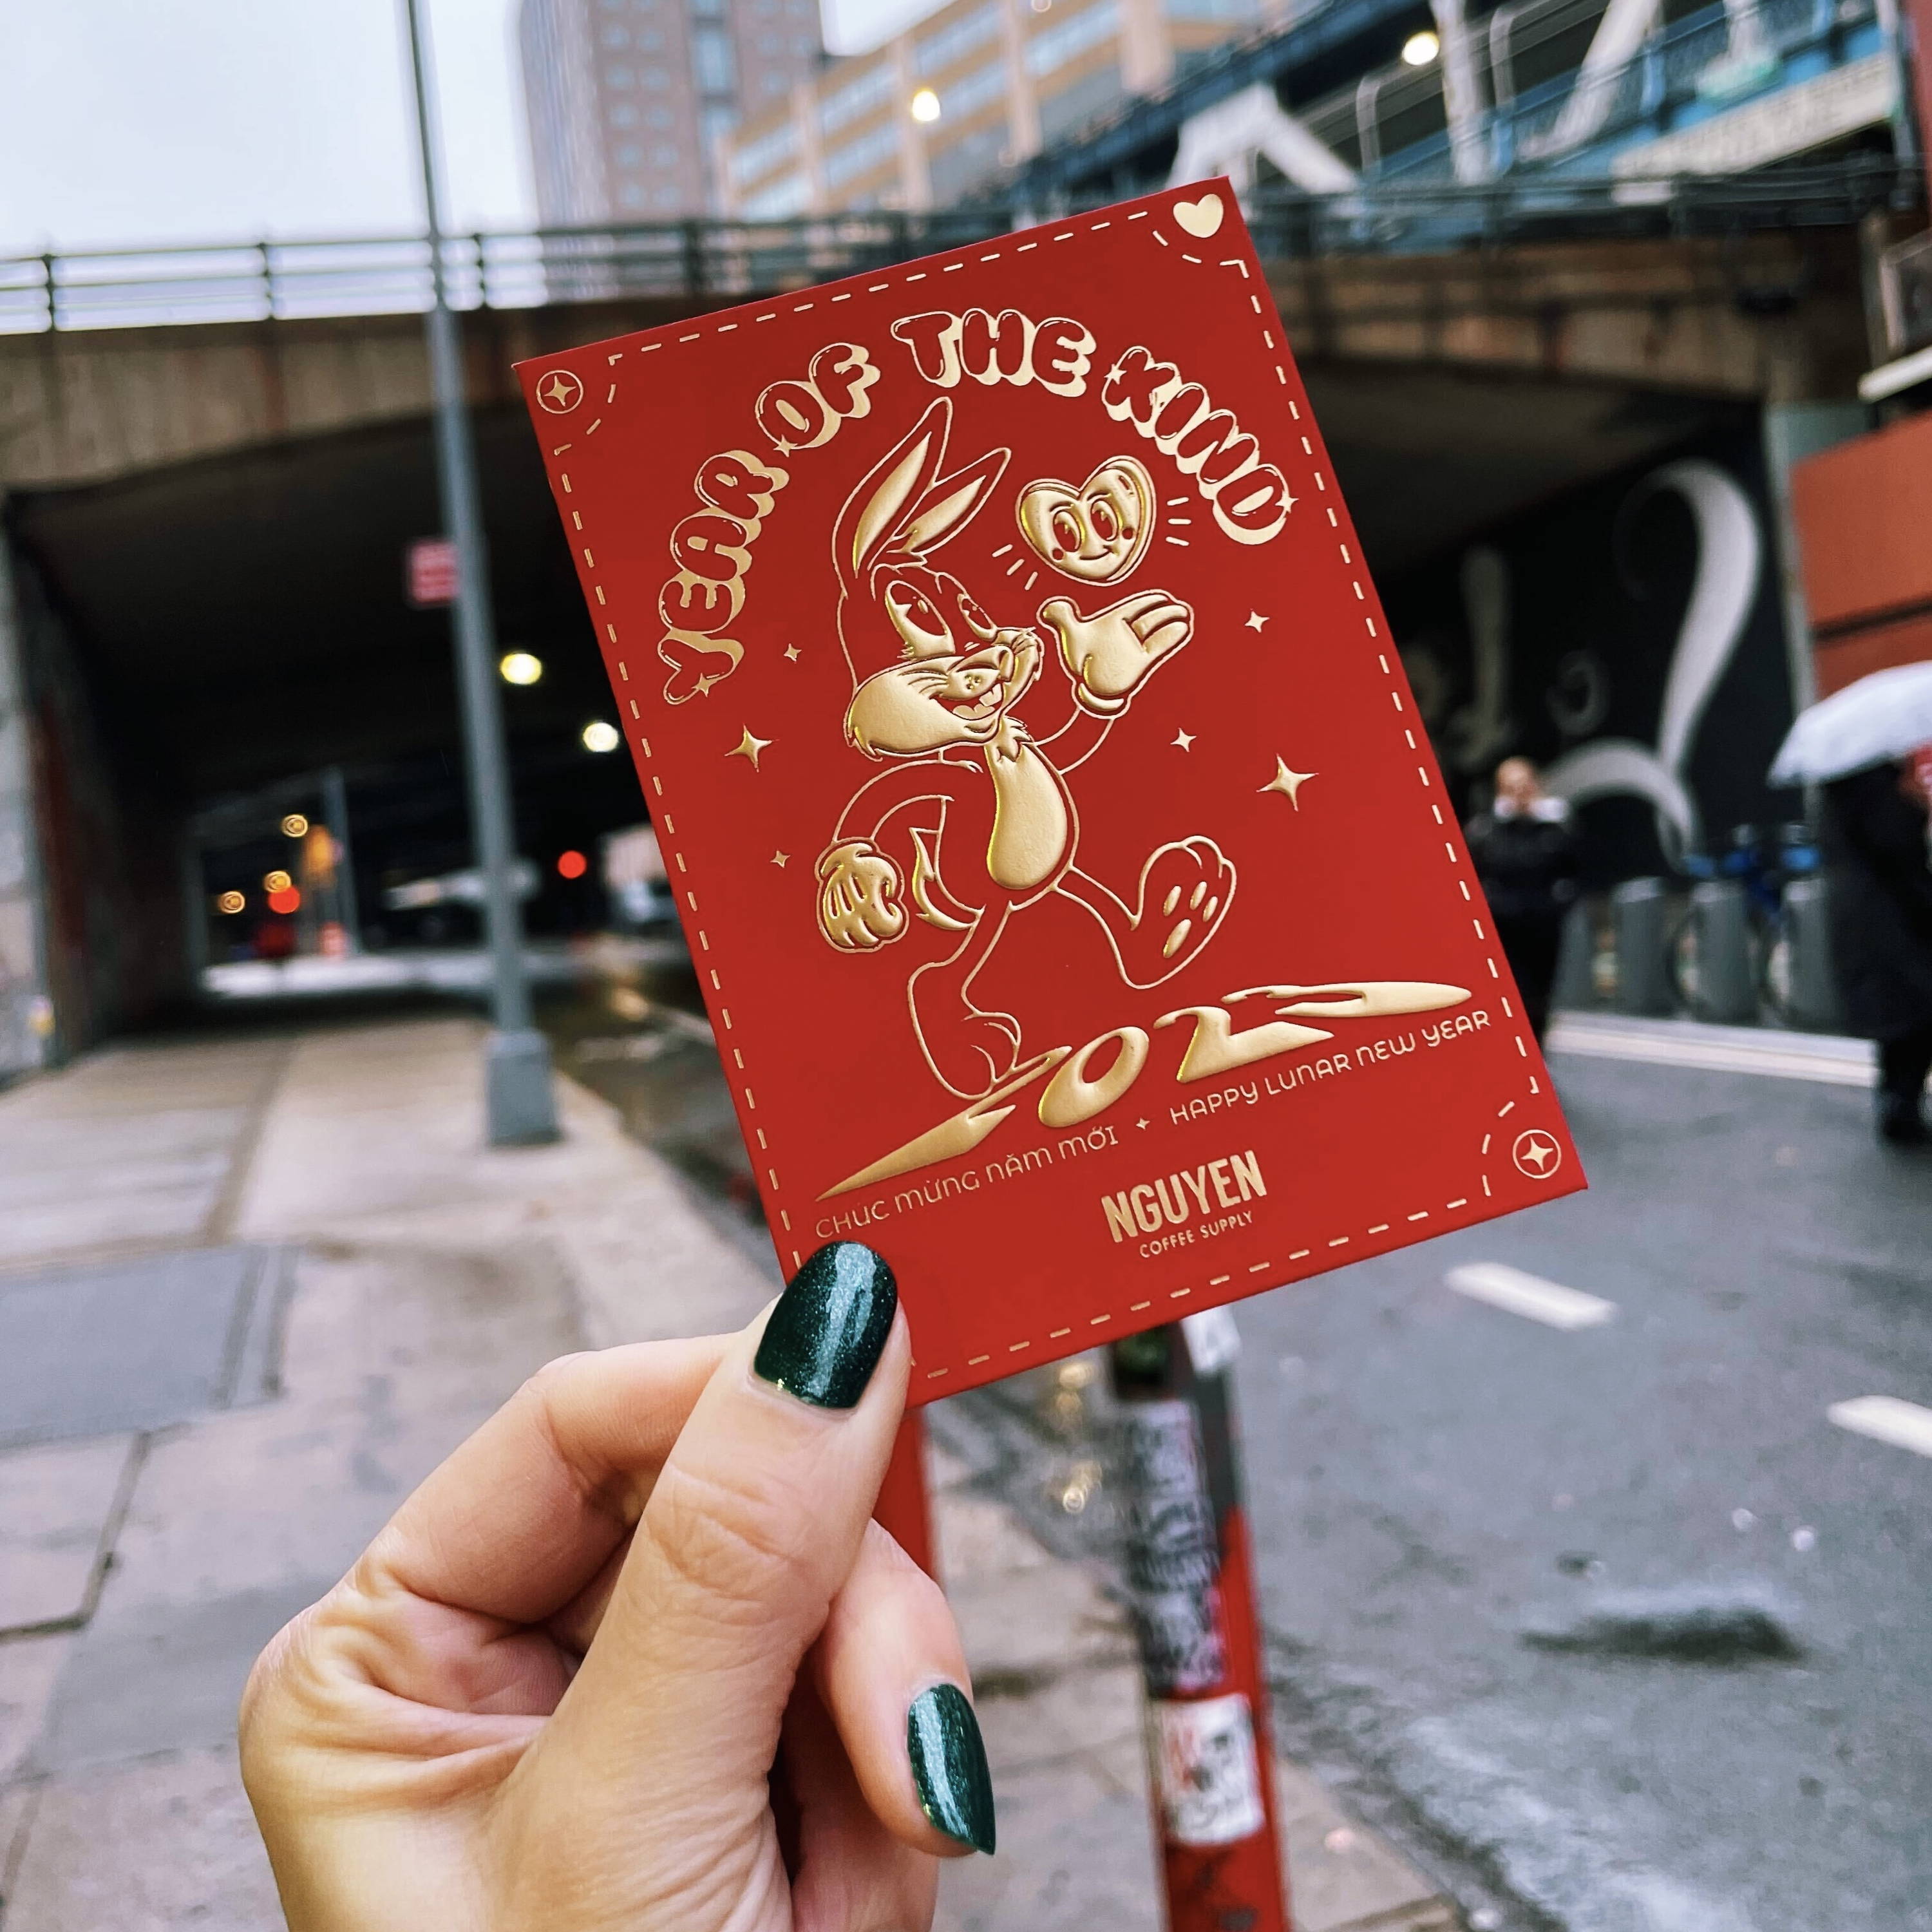 YEAR OF THE KIND
2023
CHÚC MỪNG NĂM MỚI ✦ HAPPY LUNAR NEW YEAR
NGUYEN
COFFEE SUPPLY